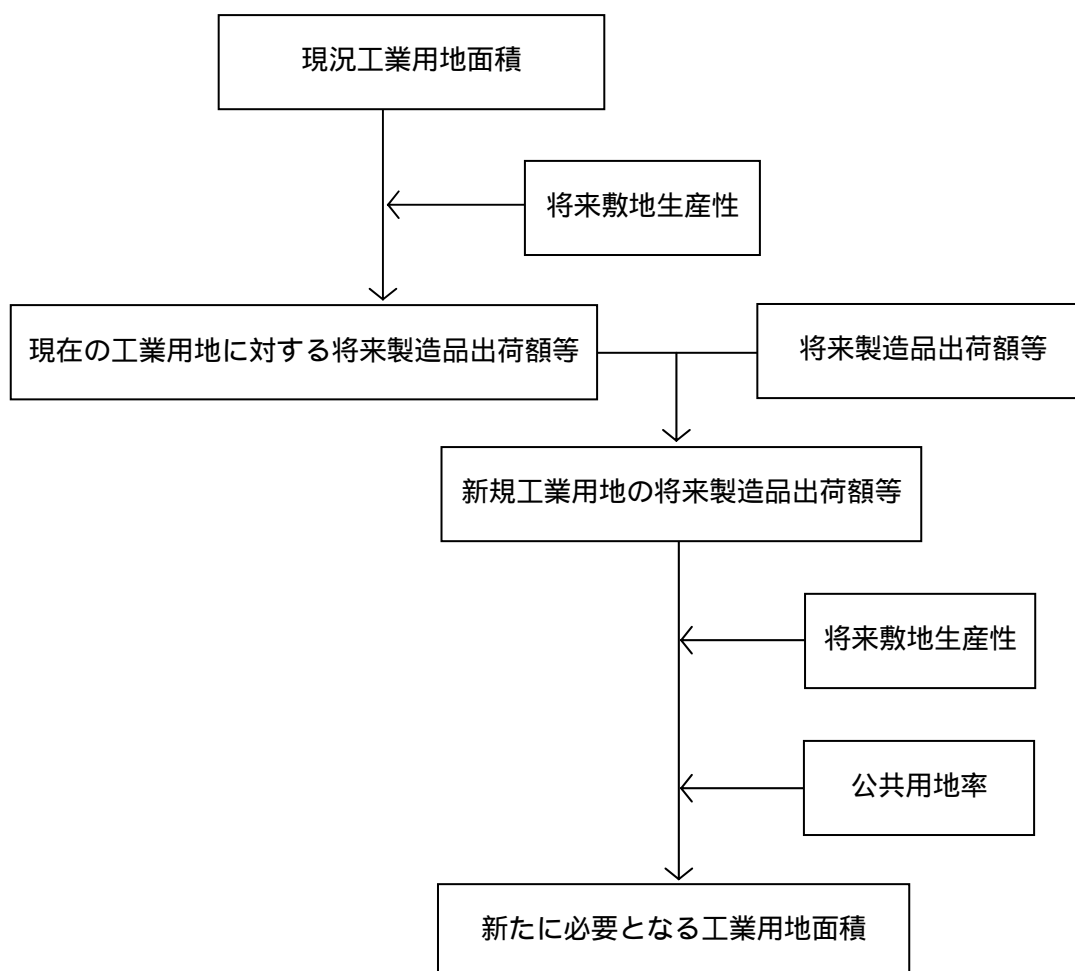 現況工業用地面積
将来敷地生産性
現在の工業用地に対する将来製造品出荷額等
将来製造品出荷額等
新規工業用地の将来製造品出荷額等
将来敷地生産性
公共用地率
新たに必要となる工業用地面積